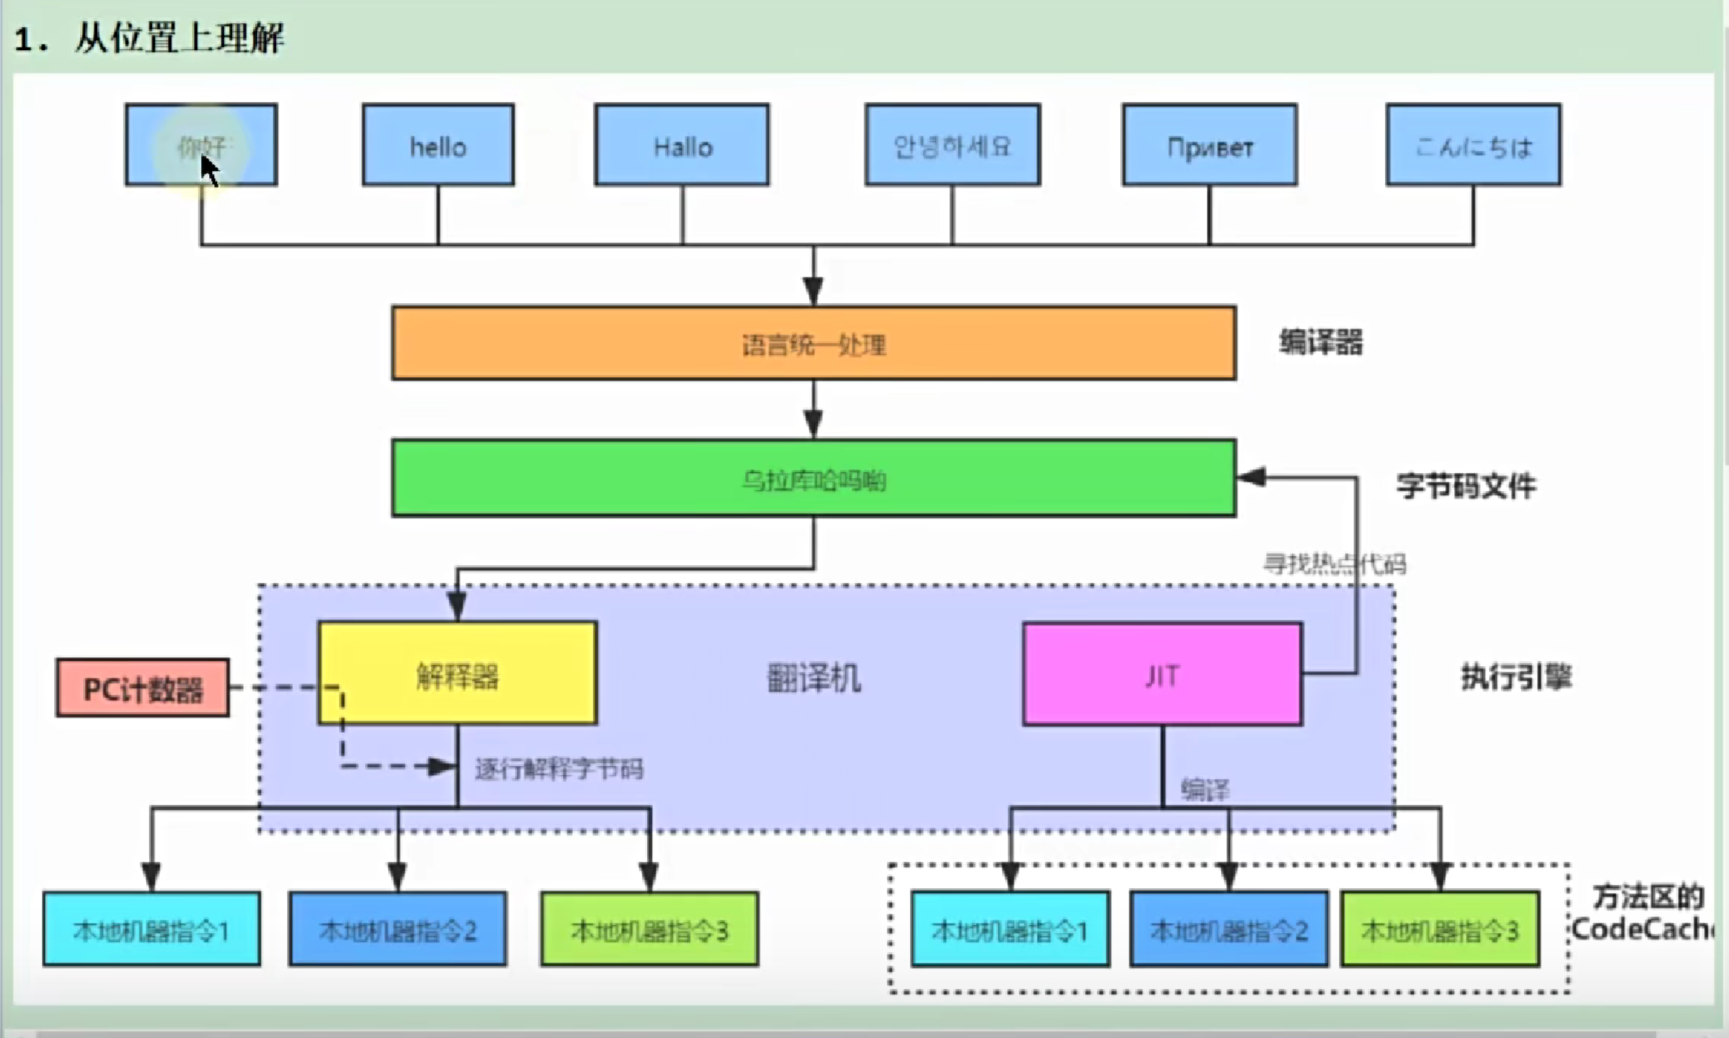 1. 从位置上理解
你好
hello
Hallo
안녕하세요
Привет
こんにちは
语言统一处理
编译器
乌拉库哈吗呦
字节码文件
寻找热点代码
PC计数器
解释器
翻译机
JIT
执行引擎
逐行解释字节码
编译
本地机器指令1
本地机器指令2
本地机器指令3
本地机器指令1
本地机器指令2
本地机器指令3
方法区的
CodeCache